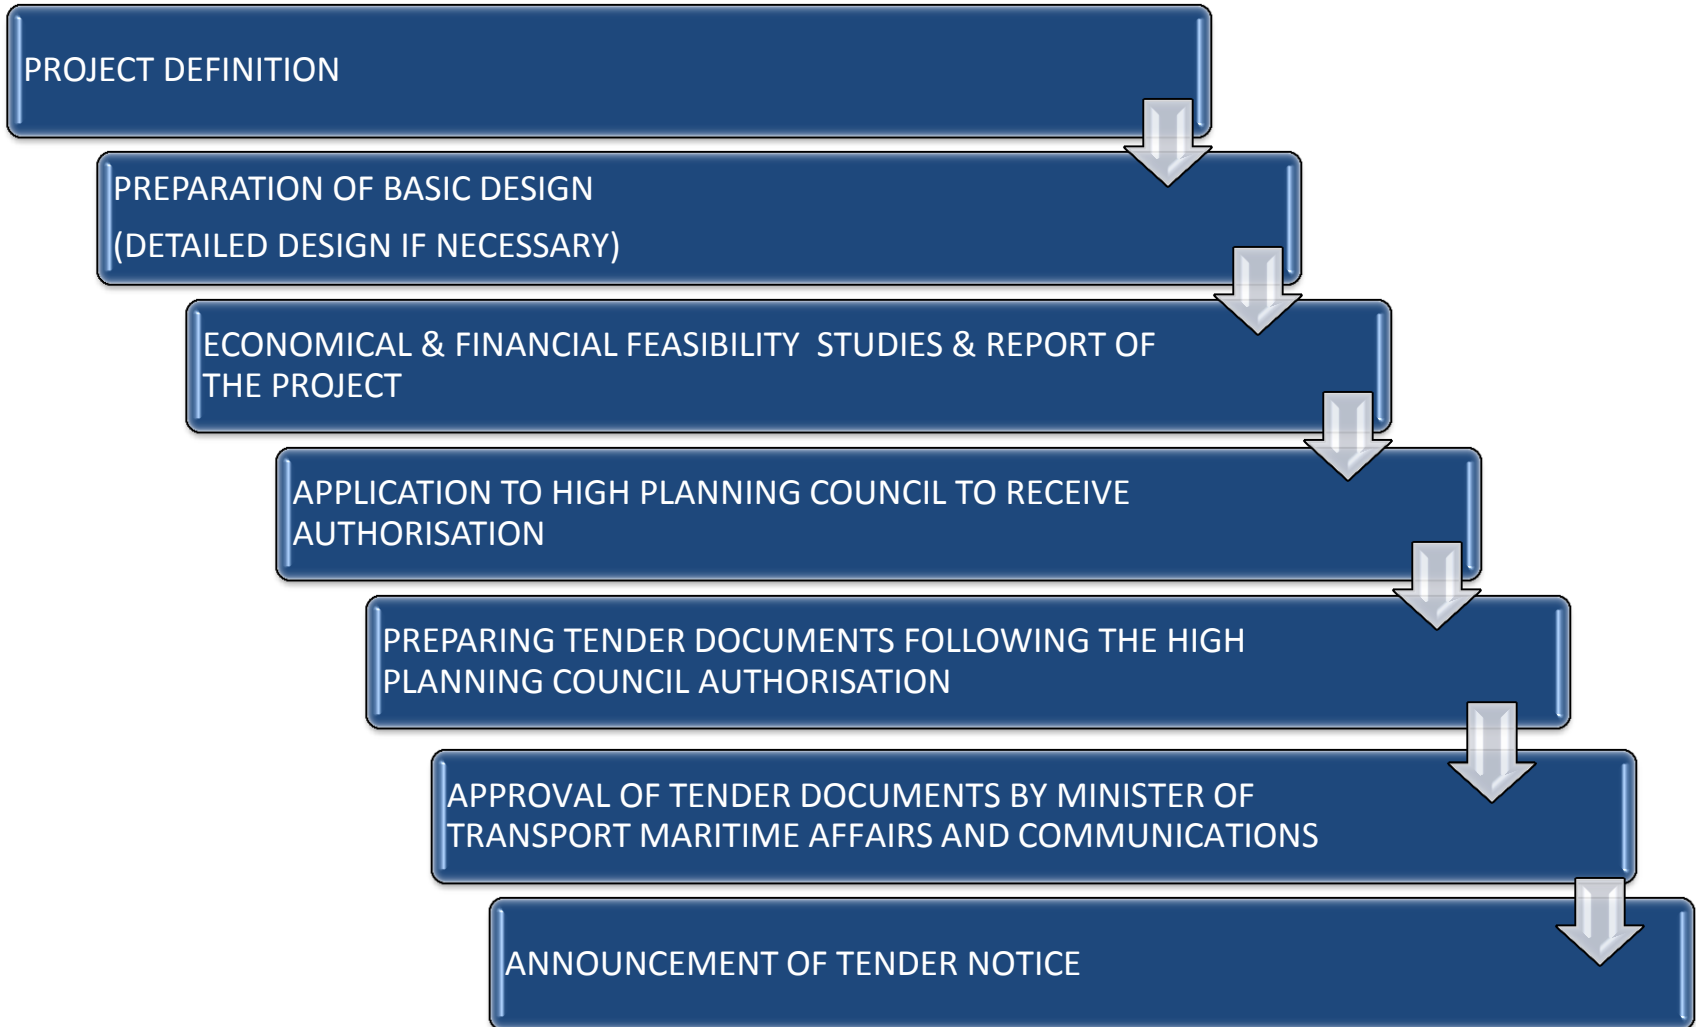 PROJECT DEFINITION
PREPARATION OF BASIC DESIGN
(DETAILED DESIGN IF NECESSARY)
ECONOMICAL & FINANCIAL FEASIBILITY  STUDIES & REPORT OF
THE PROJECT
APPLICATION TO HIGH PLANNING COUNCIL TO RECEIVE
AUTHORISATION
PREPARING TENDER DOCUMENTS FOLLOWING THE HIGH
PLANNING COUNCIL AUTHORISATION
APPROVAL OF TENDER DOCUMENTS BY MINISTER OF
TRANSPORT MARITIME AFFAIRS AND COMMUNICATIONS
ANNOUNCEMENT OF TENDER NOTICE